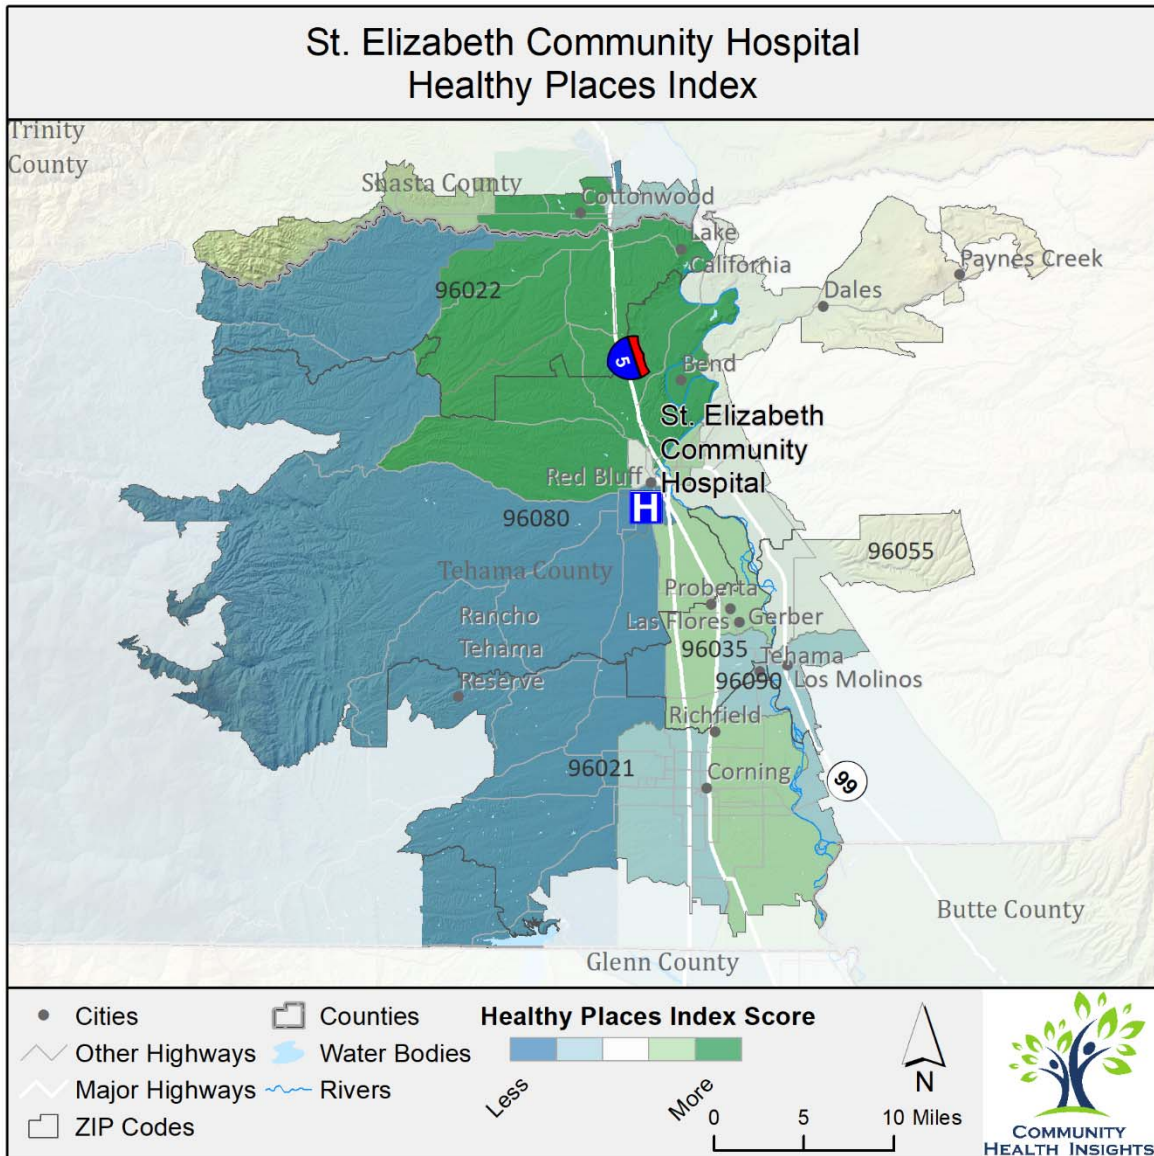 St. Elizabeth Community Hospital
Healthy Places Index
Trinity
County
Shasta County
Cottonwood
Lake
California
Paynes Creek
Dales
96022
5
Bend
St. Elizabeth
Community
Hospital
Red Bluff
H
96080
96055
Tehama County
Proberta
Rancho
Tehama
Reserve
Las Flores
Gerber
96035
Tehama
96090
Los Molinos
Richfield
96021
Corning
99
Butte County
Glenn County
Cities
Other Highways
Major Highways
ZIP Codes
Counties
Water Bodies
Rivers
Healthy Places Index Score
Less
More
N
0 5 10 Miles
COMMUNITY
HEALTH INSIGHTS